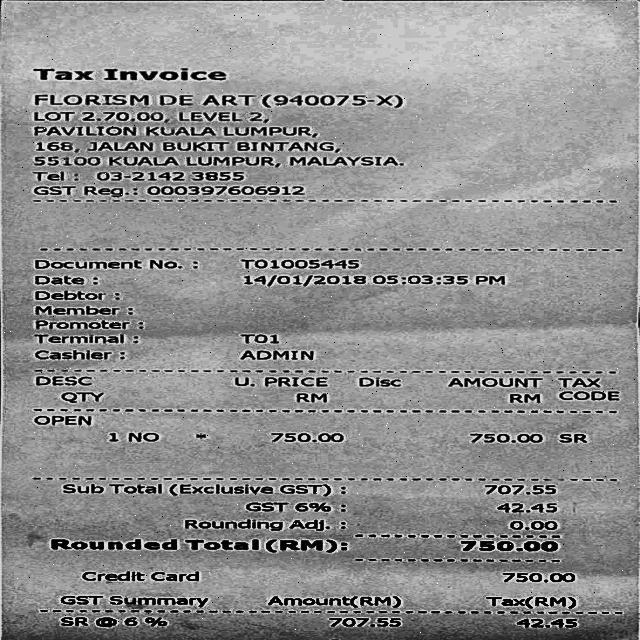 Tax Invoice
FLORISM DE ART (940075-X)
LOT 2.70.00, LEVEL 2,
PAVILION KUALA LUMPUR,
168, JALAN BUKIT BINTANG,
55100 KUALA LUMPUR, MALAYSIA.
Tel : 03-2142 3855
GST Reg.: 000397606912
Document No. : T01005445
Date : 14/01/2018 05:03:35 PM
Debtor :
Member :
Promoter :
Terminal : T01
Cashier : ADMIN
DESC U. PRICE Disc AMOUNT TAX
QTY RM RM CODE
OPEN
1 NO * 750.00 750.00 SR
Sub Total (Exclusive GST) : 707.55
GST 6% : 42.45
Rounding Adj. : 0.00
Rounded Total (RM): 750.00
Credit Card 750.00
GST Summary Amount(RM) Tax(RM)
SR @ 6 % 707.55 42.45